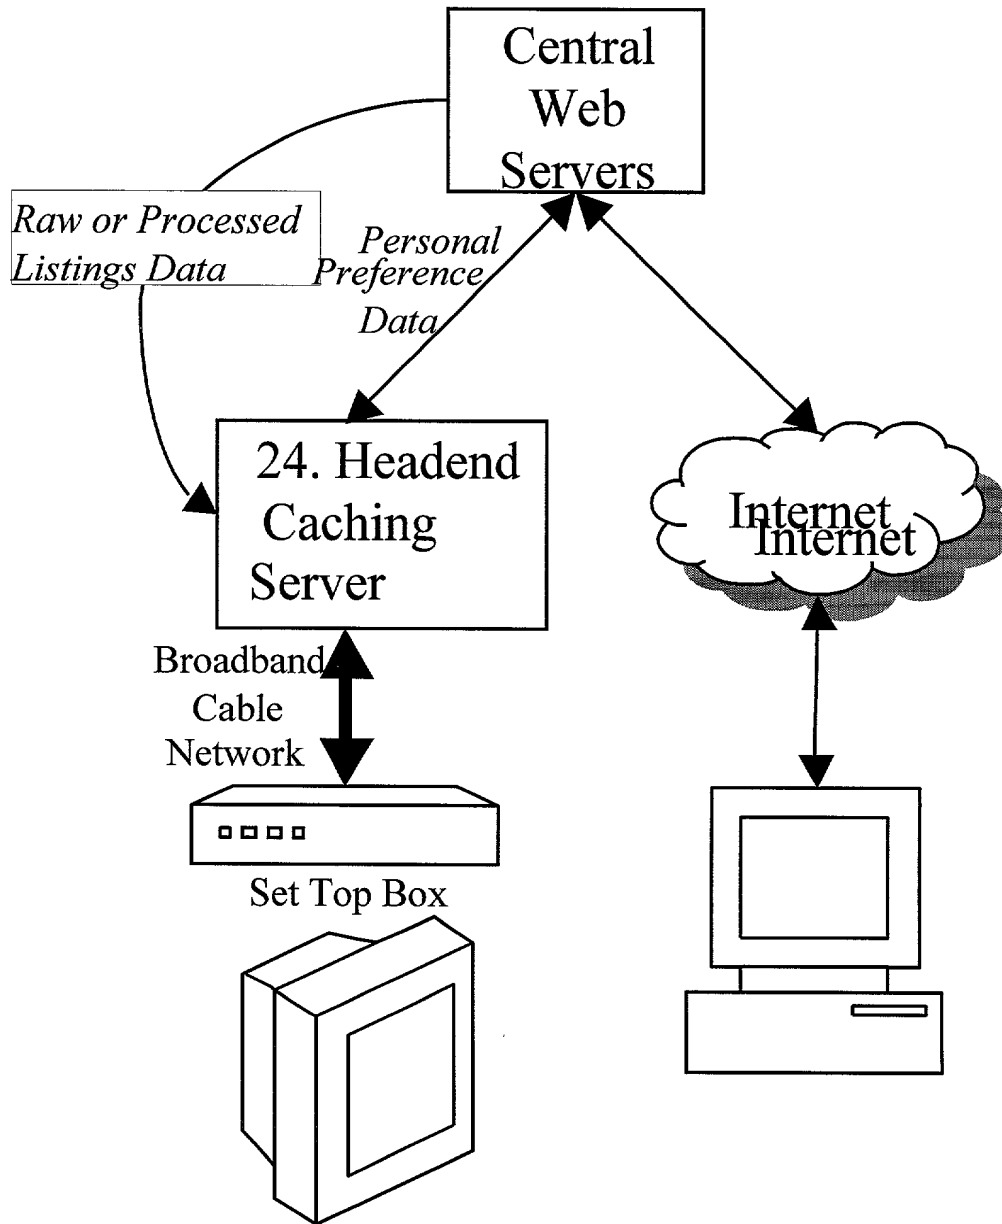 Central
Web
Servers
Raw or Processed
Listings Data
Personal
Preference
Data
24. Headend
Caching
Server
Internet
Internet
Broadband
Cable
Network
Set Top Box